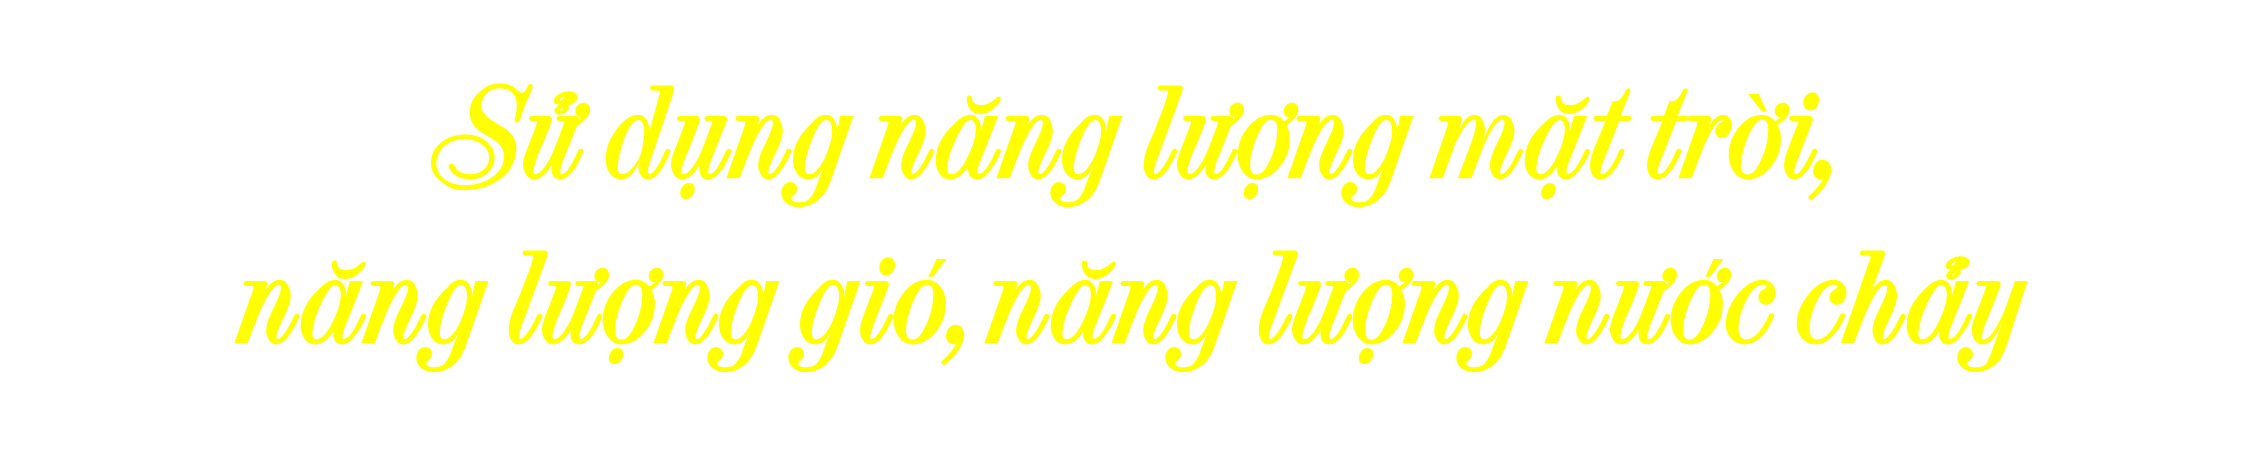 Sử dụng năng lượng mặt trời,
năng lượng gió, năng lượng nước chảy